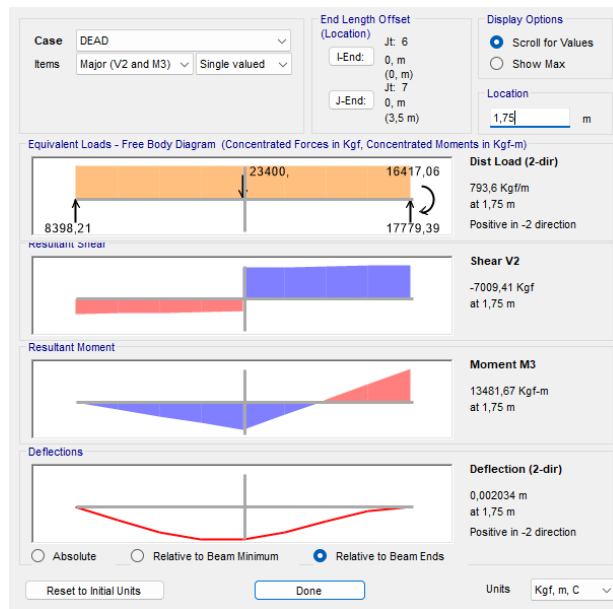 Case DEAD
Items Major (V2 and M3) Single valued
End Length Offset
(Location)
Jt: 6
I-End: 0, m
(0, m)
Jt: 7
J-End: 0, m
(3,5 m)
Display Options
Scroll for Values
Show Max
Location
1,75 m
Equivalent Loads - Free Body Diagram (Concentrated Forces in Kgf, Concentrated Moments in Kgf-m)
23400, 16417,06
8398,21 17779,39
Dist Load (2-dir)
793,6 Kgf/m
at 1,75 m
Positive in -2 direction
Resultant Shear
Shear V2
-7009,41 Kgf
at 1,75 m
Resultant Moment
Moment M3
13481,67 Kgf-m
at 1,75 m
Deflections
Deflection (2-dir)
0,002034 m
at 1,75 m
Positive in -2 direction
Absolute Relative to Beam Minimum Relative to Beam Ends
Reset to Initial Units Done Units Kgf, m, C